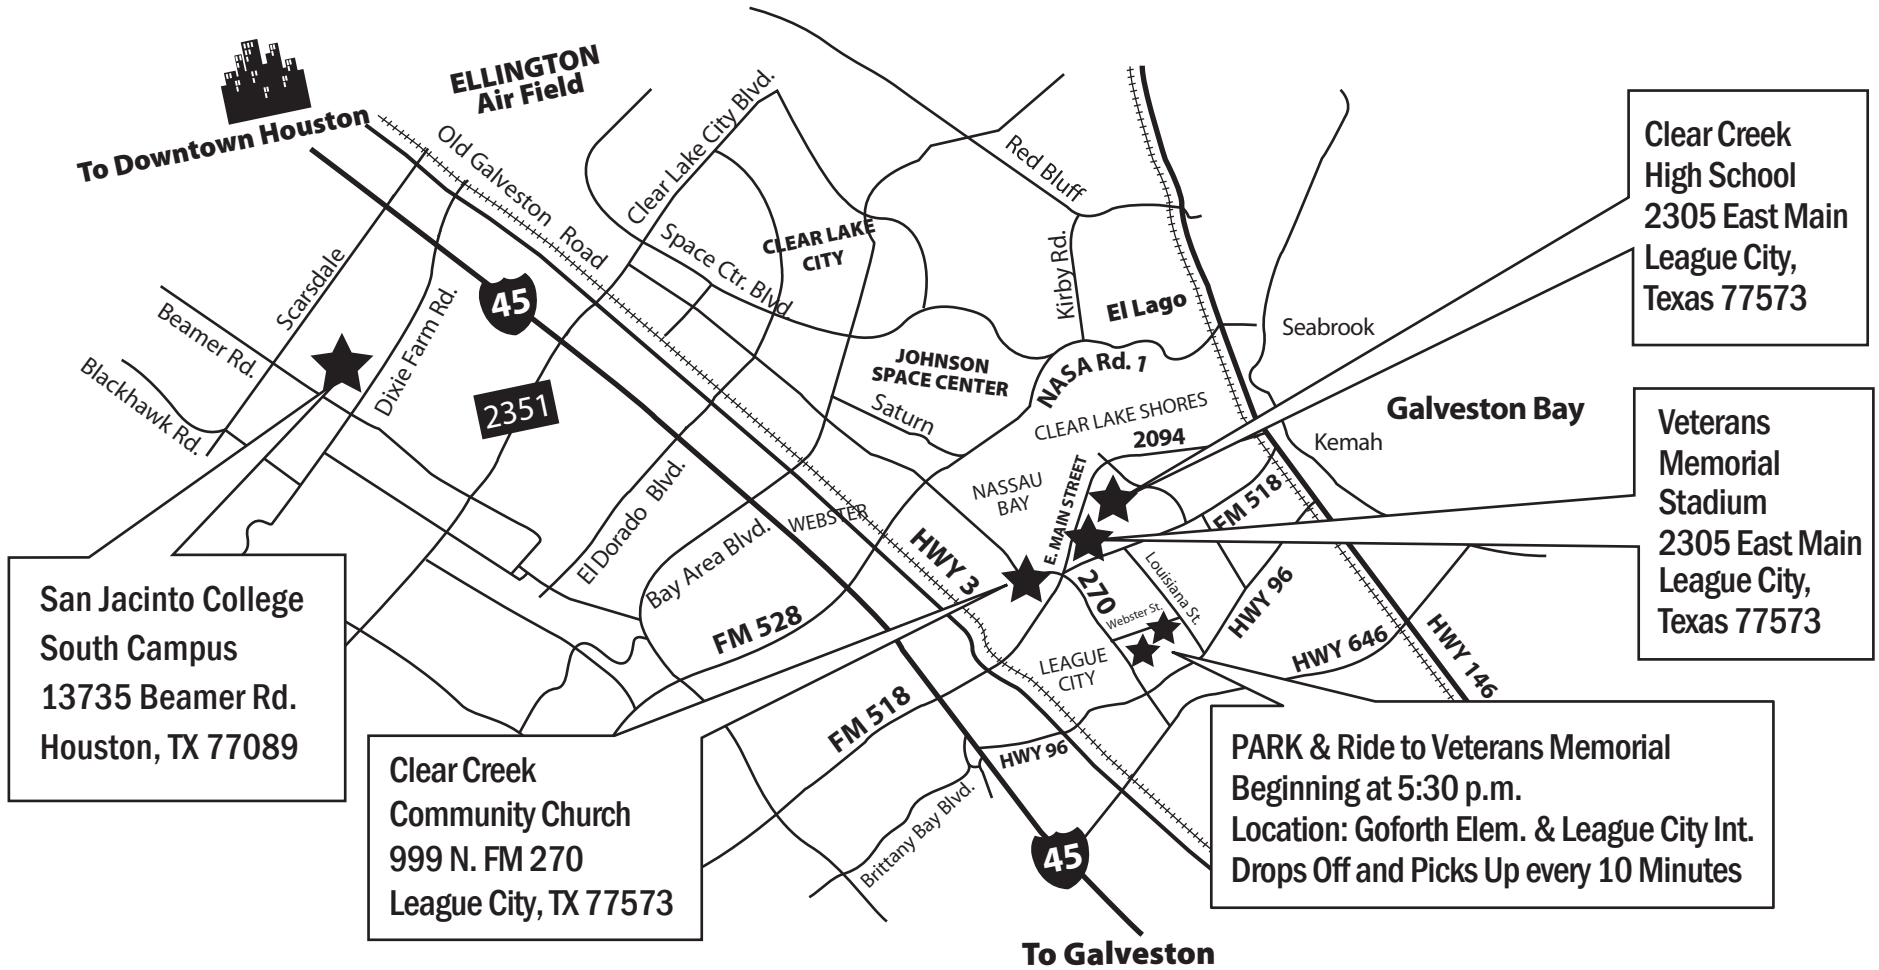 ELLINGTON
Air Field
To Downtown Houston
Old Galveston Road
Clear Lake City Blvd.
Space Ctr. Blvd.
CLEAR LAKE
CITY
Red Bluff
Kirby Rd.
El Lago
Seabrook
Scarsdale
Beamer Rd.
Blackhawk Rd.
Dixie Farm Rd.
45
2351
JOHNSON
SPACE CENTER
Saturn
NASA Rd. 1
CLEAR LAKE SHORES
2094
Galveston Bay
Kemah
El Dorado Blvd.
Bay Area Blvd.
WEBSTER
HWY 3
NASSAU
BAY
E. MAIN STREET
FM 518
270
Louisiana St.
Webster St.
HWY 96
HWY 646
HWY 146
LEAGUE
CITY
FM 528
FM 518
HWY 96
Brittany Bay Blvd.
45
To Galveston
Clear Creek
High School
2305 East Main
League City,
Texas 77573
Veterans
Memorial
Stadium
2305 East Main
League City,
Texas 77573
San Jacinto College
South Campus
13735 Beamer Rd.
Houston, TX 77089
Clear Creek
Community Church
999 N. FM 270
League City, TX 77573
PARK & Ride to Veterans Memorial
Beginning at 5:30 p.m.
Location: Goforth Elem. & League City Int.
Drops Off and Picks Up every 10 Minutes